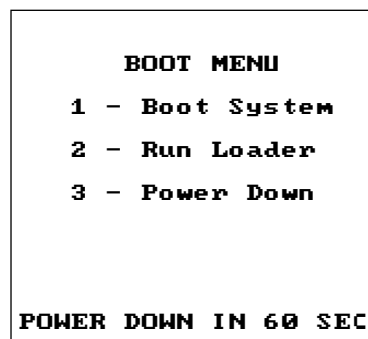 BOOT MENU
1 - Boot System
2 - Run Loader
3 - Power Down
POWER DOWN IN 60 SEC